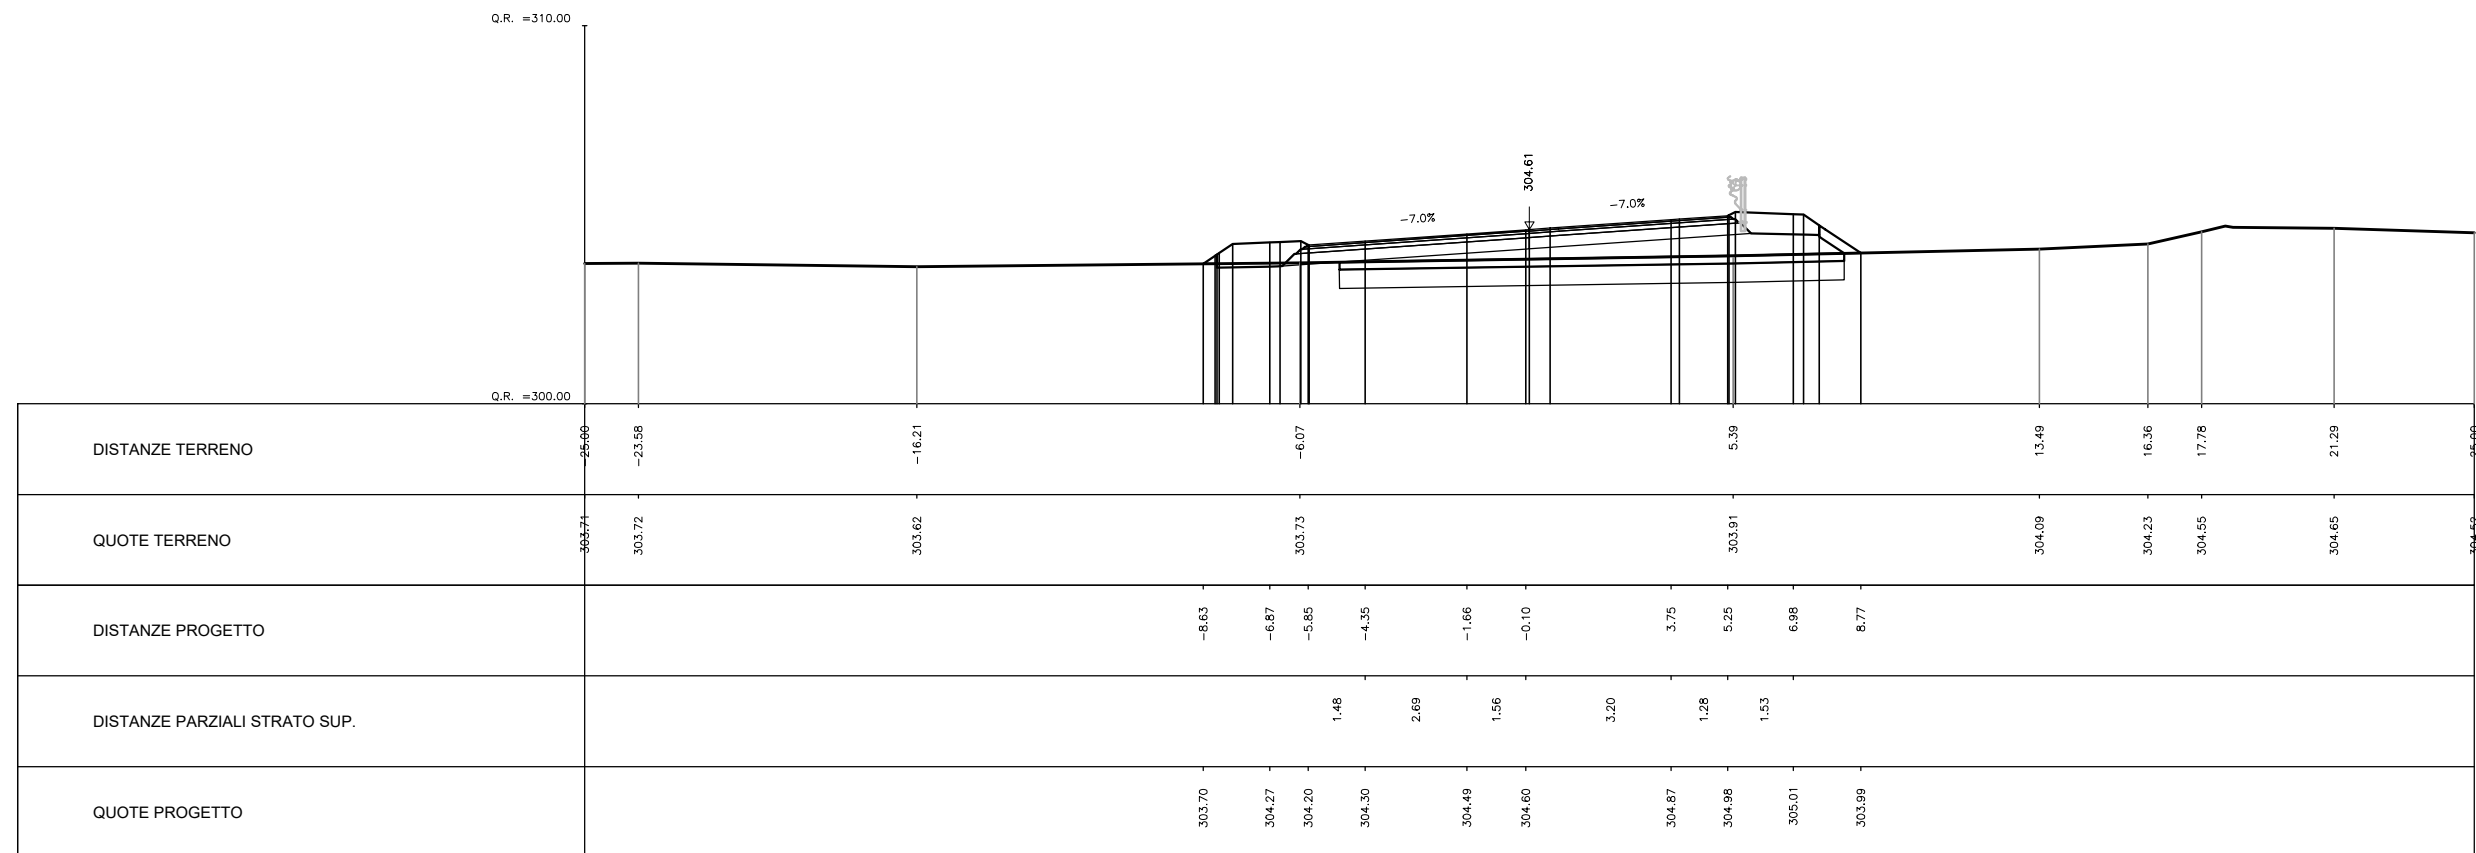 Q.R. =310.00
304.61
-7.0%
-7.0%
Q.R. =300.00
DISTANZE TERRENO
-25.00 -23.58 -16.21 -6.07 5.39 13.49 16.36 17.78 21.29 25.00
QUOTE TERRENO
303.71 303.72 303.62 303.73 303.91 304.09 304.23 304.55 304.65
DISTANZE PROGETTO
-8.63 -6.87 -5.85 -4.35 -1.66 -0.10 3.75 5.25 6.98 8.77
DISTANZE PARZIALI STRATO SUP.
1.48 2.69 1.56 3.20 1.28 1.53
QUOTE PROGETTO
303.70 304.27 304.20 304.30 304.49 304.60 304.87 304.98 305.01 303.99